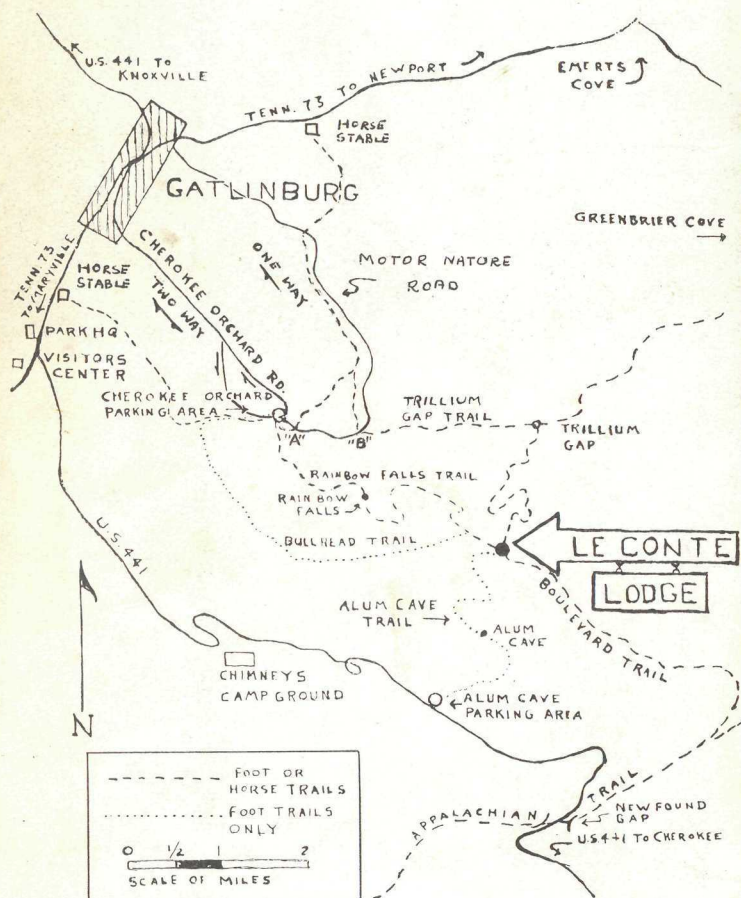 U.S. 441 TO
KNOXVILLE
TENN. 73 TO NEWPORT
EMERTS
COVE
HORSE
STABLE
GATLINBURG
GREENBRIER COVE
TENN. 73
TO MARYVILLE
HORSE
STABLE
CHEROKEE ORCHARD RD.
TWO WAY
ONE WAY
MOTOR NATURE
ROAD
PARK HQ
VISITORS
CENTER
CHEROKEE ORCHARD
PARKING AREA
"A"
"B"
TRILLIUM
GAP TRAIL
TRILLIUM
GAP
RAINBOW FALLS TRAIL
RAINBOW
FALLS
BULLHEAD TRAIL
LE CONTE
LODGE
U.S. 441
ALUM CAVE
TRAIL
ALUM
CAVE
BOULEVARD TRAIL
CHIMNEYS
CAMPGROUND
ALUM CAVE
PARKING AREA
N
APPALACHIAN TRAIL
NEWFOUND
GAP
U.S. 441 TO CHEROKEE
FOOT OR
HORSE TRAILS
FOOT TRAILS
ONLY
0 1/2 1 2
SCALE OF MILES